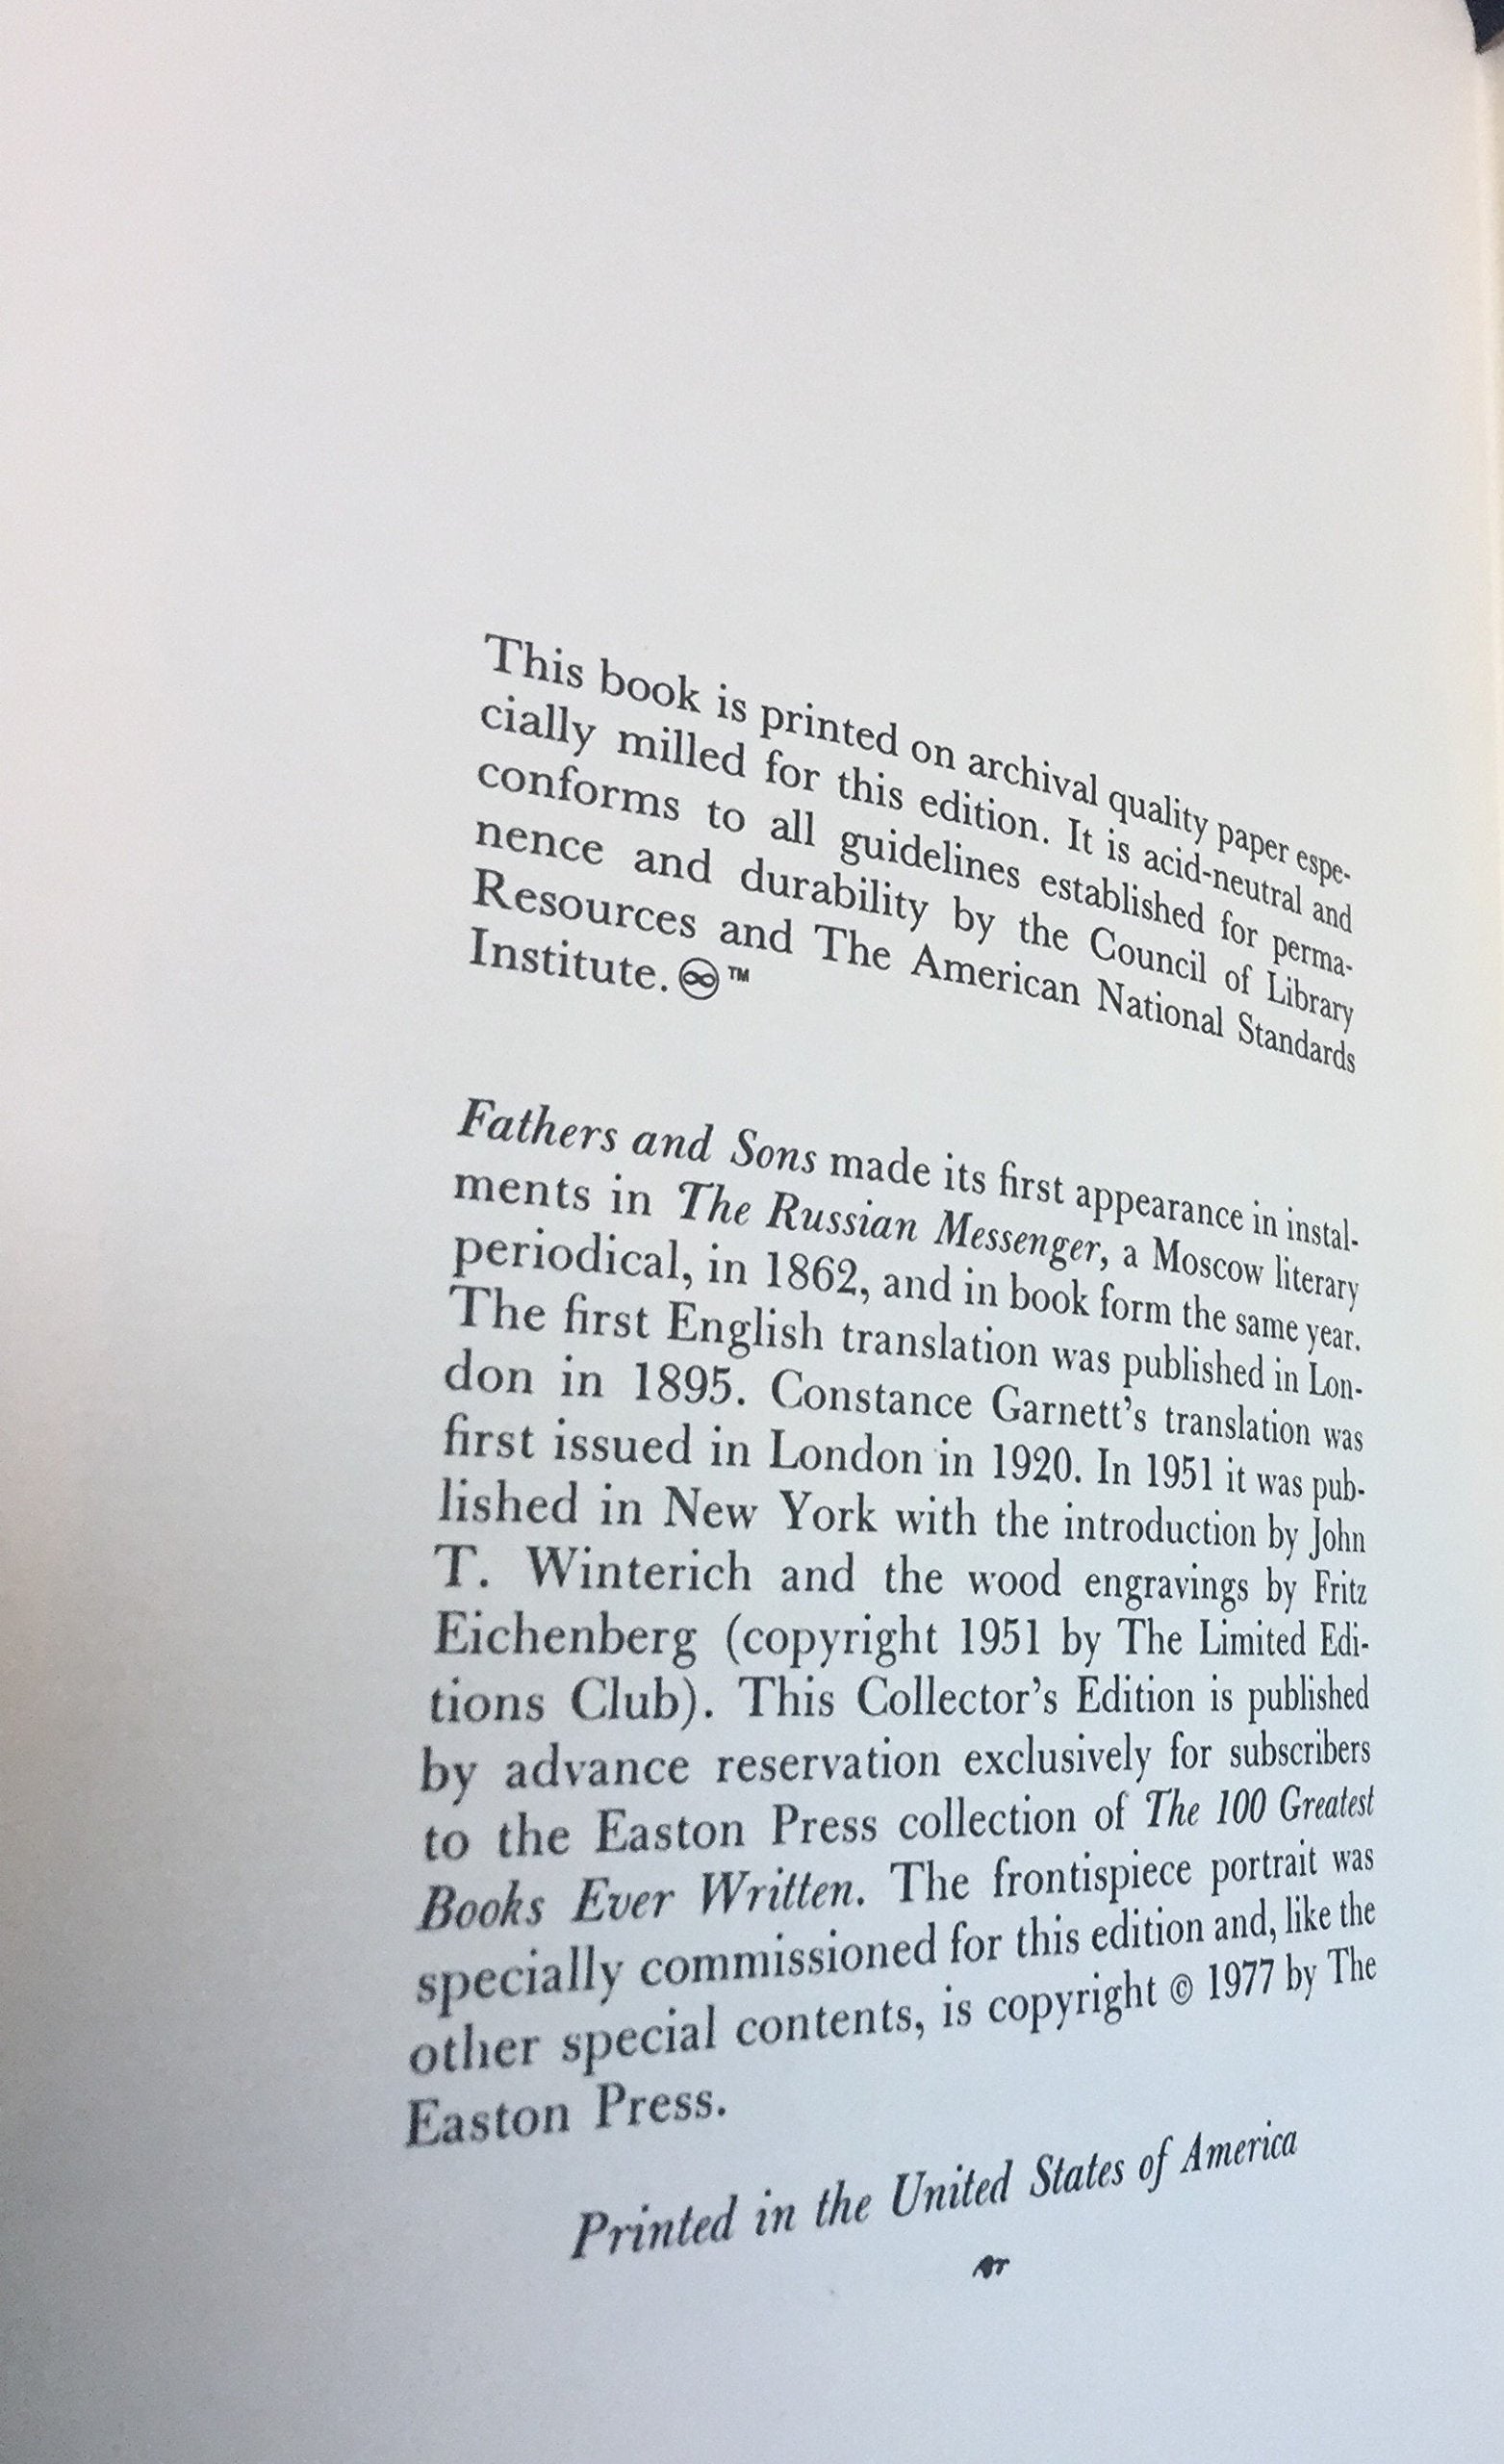 This book is printed on archival quality paper espe-
cially milled for this edition. It is acid-neutral and
conforms to all guidelines established for perma-
nence and durability by the Council of Library
Resources and The American National Standards
Institute. ♾™
Fathers and Sons made its first appearance in instal-
ments in The Russian Messenger, a Moscow literary
periodical, in 1862, and in book form the same year.
The first English translation was published in Lon-
don in 1895. Constance Garnett’s translation was
first issued in London in 1920. In 1951 it was pub-
lished in New York with the introduction by John
T. Winterich and the wood engravings by Fritz
Eichenberg (copyright 1951 by The Limited Edi-
tions Club). This Collector’s Edition is published
by advance reservation exclusively for subscribers
to the Easton Press collection of The 100 Greatest
Books Ever Written. The frontispiece portrait was
specially commissioned for this edition and, like the
other special contents, is copyright © 1977 by The
Easton Press.
Printed in the United States of America